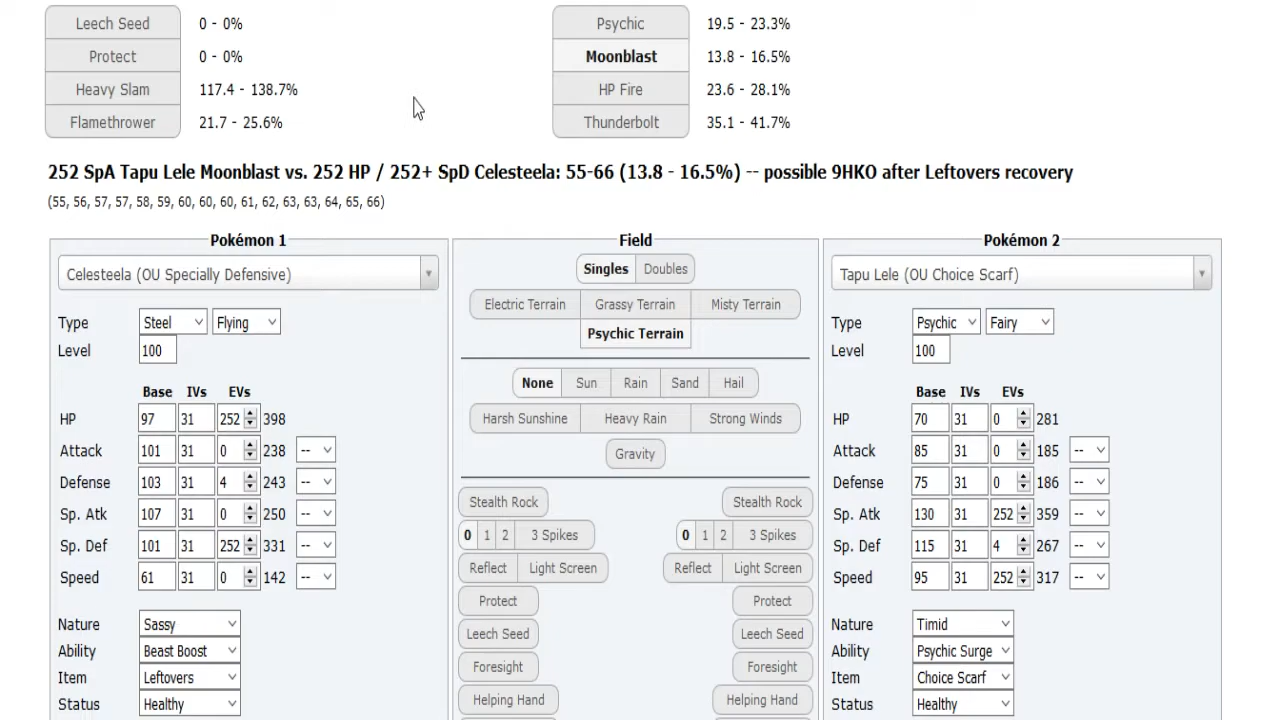 Leech Seed 0 - 0% Psychic 19.5 - 23.3%
Protect 0 - 0% Moonblast 13.8 - 16.5%
Heavy Slam 117.4 - 138.7% HP Fire 23.6 - 28.1%
Flamethrower 21.7 - 25.6% Thunderbolt 35.1 - 41.7%
252 SpA Tapu Lele Moonblast vs. 252 HP / 252+ SpD Celesteela: 55-66 (13.8 - 16.5%) -- possible 9HKO after Leftovers recovery
(55, 56, 57, 57, 58, 59, 60, 60, 60, 61, 62, 63, 63, 64, 65, 66)
Pokémon 1 Field Pokémon 2
Celesteela (OU Specially Defensive) Singles Doubles Tapu Lele (OU Choice Scarf)
Electric Terrain Grassy Terrain Misty Terrain
Type Steel Flying Psychic Terrain Type Psychic Fairy
Level 100 Level 100
None Sun Rain Sand Hail
Base IVs EVs Base IVs EVs
HP 97 31 252 398 Harsh Sunshine Heavy Rain Strong Winds HP 70 31 0 281
Attack 101 31 0 238 -- Gravity Attack 85 31 0 185 --
Defense 103 31 4 243 -- Defense 75 31 0 186 --
Sp. Atk 107 31 0 250 -- Stealth Rock Stealth Rock Sp. Atk 130 31 252 359 --
0 1 2 3 Spikes 0 1 2 3 Spikes
Sp. Def 101 31 252 331 -- Sp. Def 115 31 4 267 --
Speed 61 31 0 142 -- Reflect Light Screen Reflect Light Screen Speed 95 31 252 317 --
Protect Protect
Nature Sassy Leech Seed Leech Seed Nature Timid
Ability Beast Boost Foresight Foresight Ability Psychic Surge
Item Leftovers Item Choice Scarf
Status Healthy Helping Hand Helping Hand Status Healthy